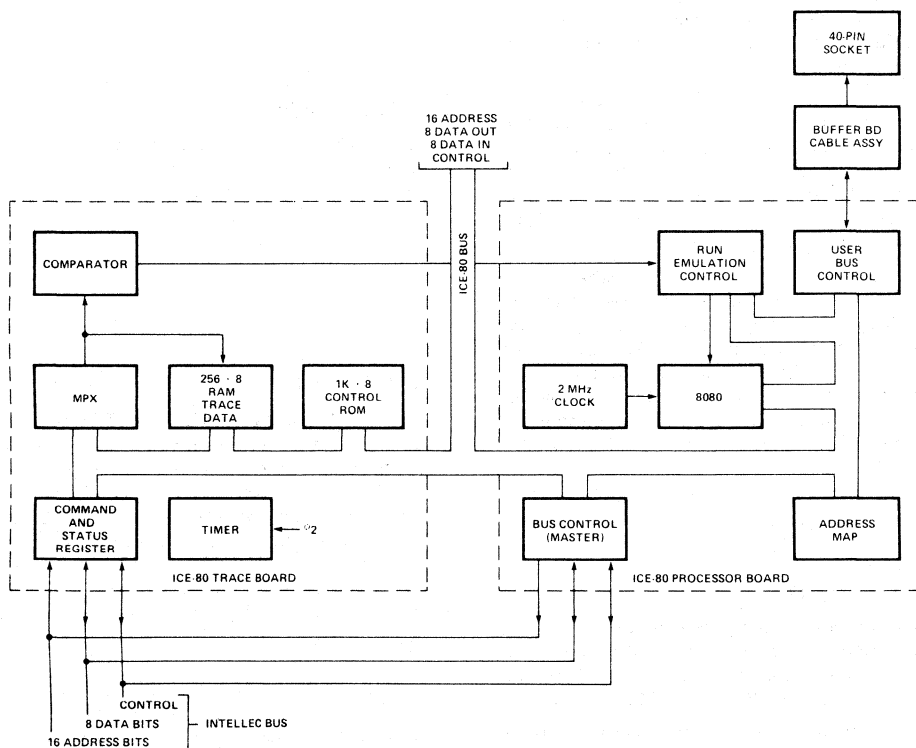 40-PIN
SOCKET
BUFFER BD
CABLE ASSY
16 ADDRESS
8 DATA OUT
8 DATA IN
CONTROL
ICE-80 BUS
COMPARATOR
RUN
EMULATION
CONTROL
USER
BUS
CONTROL
MPX
256 · 8
RAM
TRACE
DATA
1K · 8
CONTROL
ROM
2 MHz
CLOCK
8080
COMMAND
AND
STATUS
REGISTER
TIMER
φ2
BUS CONTROL
(MASTER)
ADDRESS
MAP
ICE-80 TRACE BOARD
ICE-80 PROCESSOR BOARD
CONTROL
8 DATA BITS
16 ADDRESS BITS
INTELLEC BUS